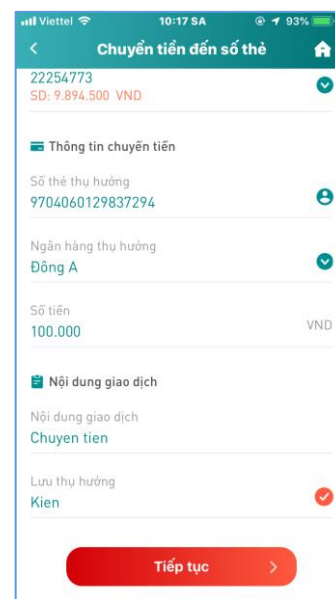 Viettel 10:17 SA 93%
Chuyển tiền đến số thẻ
22254773
SD: 9.894.500 VND
Thông tin chuyển tiền
Số thẻ thụ hưởng
9704060129837294
Ngân hàng thụ hưởng
Đông A
Số tiền
100.000 VND
Nội dung giao dịch
Nội dung giao dịch
Chuyen tien
Lưu thụ hưởng
Kien
Tiếp tục